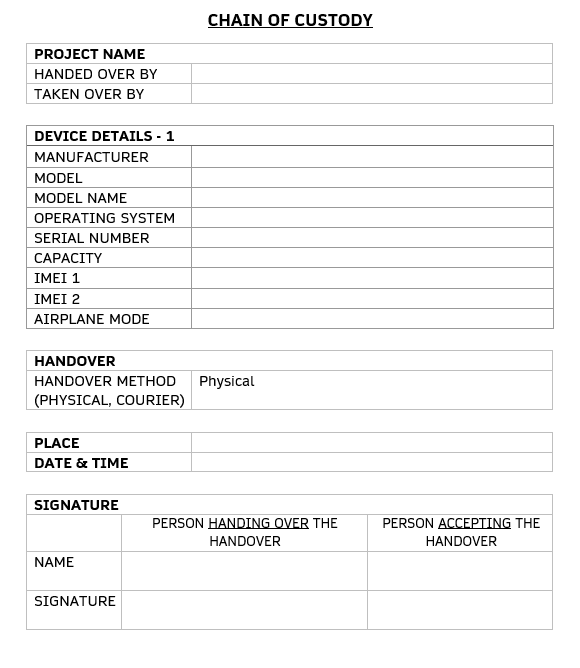 CHAIN OF CUSTODY
PROJECT NAME
HANDED OVER BY
TAKEN OVER BY
DEVICE DETAILS - 1
MANUFACTURER
MODEL
MODEL NAME
OPERATING SYSTEM
SERIAL NUMBER
CAPACITY
IMEI 1
IMEI 2
AIRPLANE MODE
HANDOVER
HANDOVER METHOD Physical
(PHYSICAL, COURIER)
PLACE
DATE & TIME
SIGNATURE
PERSON HANDING OVER THE PERSON ACCEPTING THE
HANDOVER HANDOVER
NAME
SIGNATURE